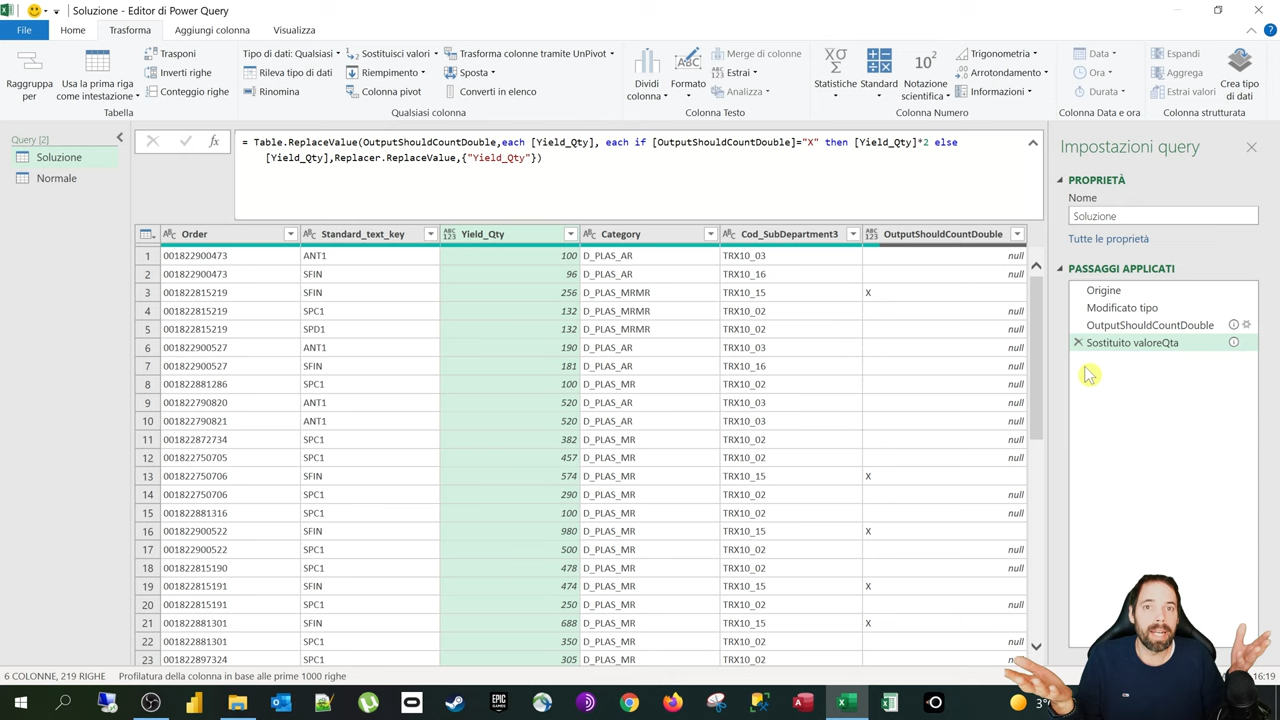 Soluzione - Editor di Power Query
File
Home
Trasforma
Aggiungi colonna
Visualizza
Raggruppa per
Usa la prima riga come intestazione
Trasponi
Inverti righe
Conteggio righe
Tabella
Tipo di dati: Qualsiasi
Rileva tipo di dati
Rinomina
Sostituisci valori
Riempimento
Colonna pivot
Trasforma colonne tramite UnPivot
Sposta
Converti in elenco
Qualsiasi colonna
Dividi colonna
ABC
Formato
Merge di colonne
Estrai
Analizza
Colonna Testo
Statistiche
Standard
10²
Notazione scientifica
Trigonometria
Arrotondamento
Informazioni
Colonna Numero
Data
Ora
Durata
Colonna Data e ora
Espandi
Aggrega
Estrai valori
Crea tipo di dati
Colonna strutturata
Query [2]
Soluzione
Normale
fx
= Table.ReplaceValue(OutputShouldCountDouble,each [Yield_Qty], each if [OutputShouldCountDouble]="X" then [Yield_Qty]*2 else
[Yield_Qty],Replacer.ReplaceValue,{"Yield_Qty"})
Order Standard_text_key ABC 123 Yield_Qty Category Cod_SubDepartment3 ABC 123 OutputShouldCountDouble
1 001822900473 ANT1 100 D_PLAS_AR TRX10_03 null
2 001822900473 SFIN 96 D_PLAS_AR TRX10_16 null
3 001822815219 SFIN 256 D_PLAS_MRMR TRX10_15 X
4 001822815219 SPC1 132 D_PLAS_MRMR TRX10_02 null
5 001822815219 SPD1 132 D_PLAS_MRMR TRX10_02 null
6 001822900527 ANT1 190 D_PLAS_AR TRX10_03 null
7 001822900527 SFIN 181 D_PLAS_AR TRX10_16 null
8 001822881286 SPC1 100 D_PLAS_MR TRX10_02 null
9 001822790820 ANT1 520 D_PLAS_AR TRX10_03 null
10 001822790821 ANT1 520 D_PLAS_AR TRX10_03 null
11 001822872734 SPC1 382 D_PLAS_MR TRX10_02 null
12 001822750705 SPC1 457 D_PLAS_MR TRX10_02 null
13 001822750706 SFIN 574 D_PLAS_MR TRX10_15 X
14 001822750706 SPC1 290 D_PLAS_MR TRX10_02 null
15 001822881316 SPC1 100 D_PLAS_MR TRX10_02 null
16 001822900522 SFIN 980 D_PLAS_MR TRX10_15 X
17 001822900522 SPC1 500 D_PLAS_MR TRX10_02 null
18 001822815190 SPC1 478 D_PLAS_MR TRX10_02 null
19 001822815191 SFIN 474 D_PLAS_MR TRX10_15 X
20 001822815191 SPC1 250 D_PLAS_MR TRX10_02 null
21 001822881301 SFIN 688 D_PLAS_MR TRX10_15 X
22 001822881301 SPC1 350 D_PLAS_MR TRX10_02 null
23 001822897324 SPC1 305 D_PLAS_MR TRX10_02
Impostazioni query
PROPRIETÀ
Nome
Soluzione
Tutte le proprietà
PASSAGGI APPLICATI
Origine
Modificato tipo
OutputShouldCountDouble
Sostituito valoreQta
6 COLONNE, 219 RIGHE
Profilatura della colonna in base alle prime 1000 righe
16:19
EPIC GAMES
3°